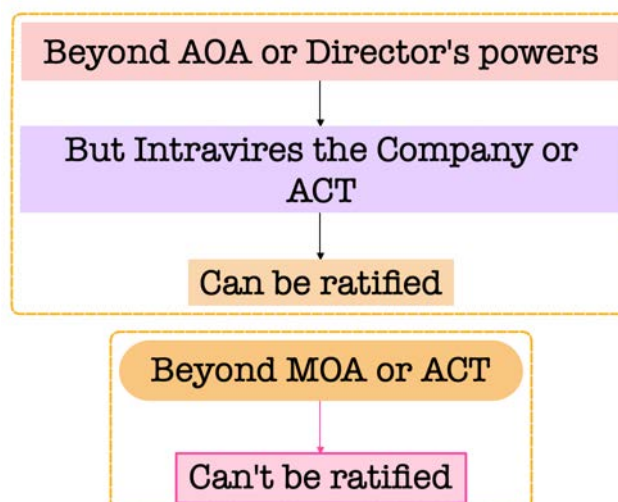 Beyond AOA or Director's powers
But Intravires the Company or
ACT
Can be ratified
Beyond MOA or ACT
Can't be ratified